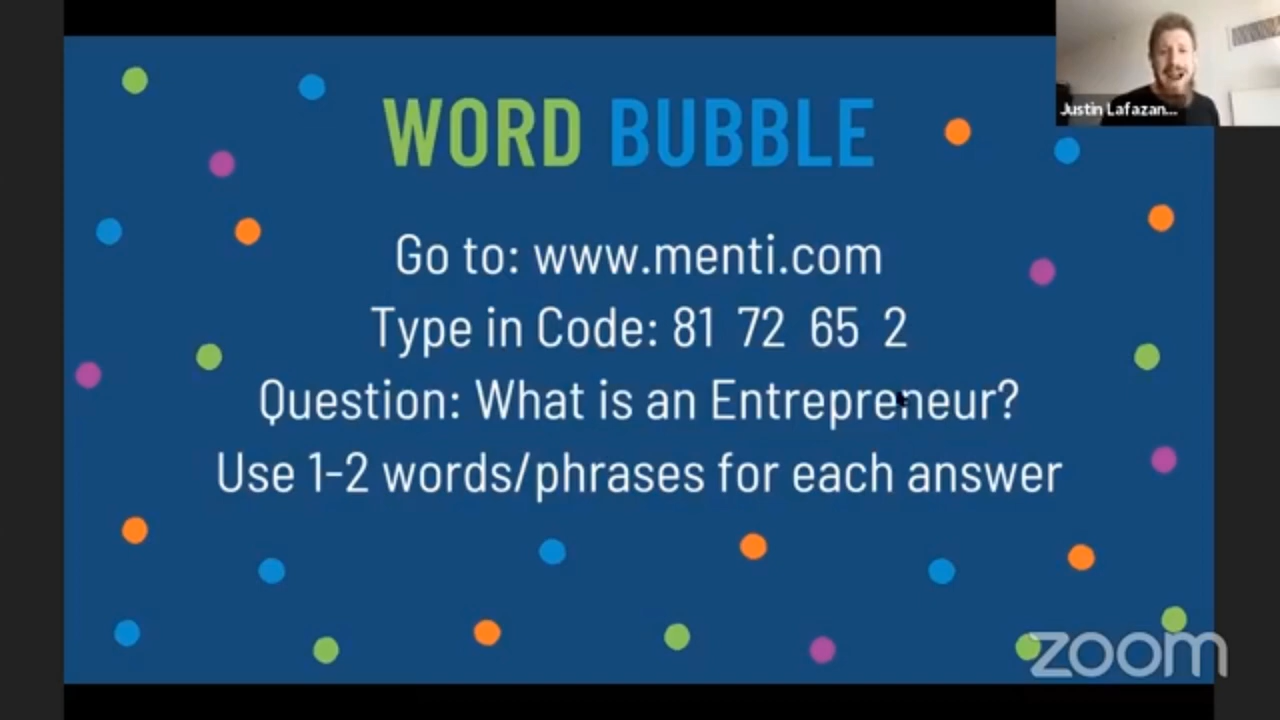 WORD BUBBLE
Justin Lafazan...
Go to: www.menti.com
Type in Code: 81 72 65 2
Question: What is an Entrepreneur?
Use 1-2 words/phrases for each answer
zoom